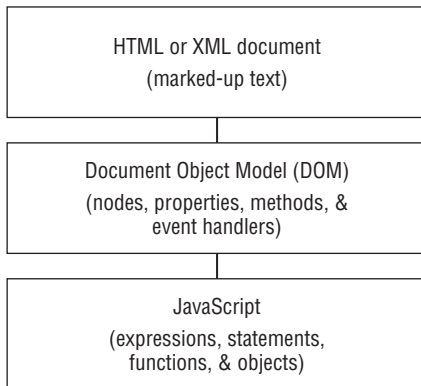 HTML or XML document
(marked-up text)
Document Object Model (DOM)
(nodes, properties, methods, &
event handlers)
JavaScript
(expressions, statements,
functions, & objects)